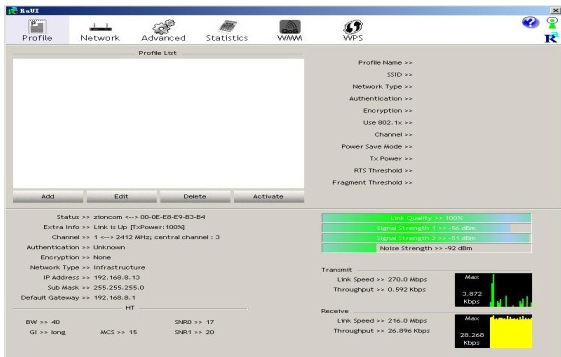 RaUI
Profile Network Advanced Statistics WMM WPS
Profile List
Profile Name >>
SSID >>
Network Type >>
Authentication >>
Encryption >>
Use 802.1x >>
Channel >>
Power Save Mode >>
Tx Power >>
RTS Threshold >>
Fragment Threshold >>
Add Edit Delete Activate
Status >> zioncom <--> 00-0E-E8-E9-B3-B4
Extra Info >> Link is Up [TxPower:100%]
Channel >> 1 <--> 2412 MHz; central channel : 3
Authentication >> Unknown
Encryption >> None
Network Type >> Infrastructure
IP Address >> 192.168.8.13
Sub Mask >> 255.255.255.0
Default Gateway >> 192.168.8.1
HT
BW >> 40 SNR0 >> 17
GI >> long MCS >> 15 SNR1 >> 20
Link Quality >> 100%
Signal Strength 1 >> -56 dBm
Signal Strength 2 >> -51 dBm
Noise Strength >> -92 dBm
Transmit
Link Speed >> 270.0 Mbps
Throughput >> 0.592 Kbps
Max
3.872
Kbps
Receive
Link Speed >> 216.0 Mbps
Throughput >> 26.896 Kbps
Max
28.268
Kbps